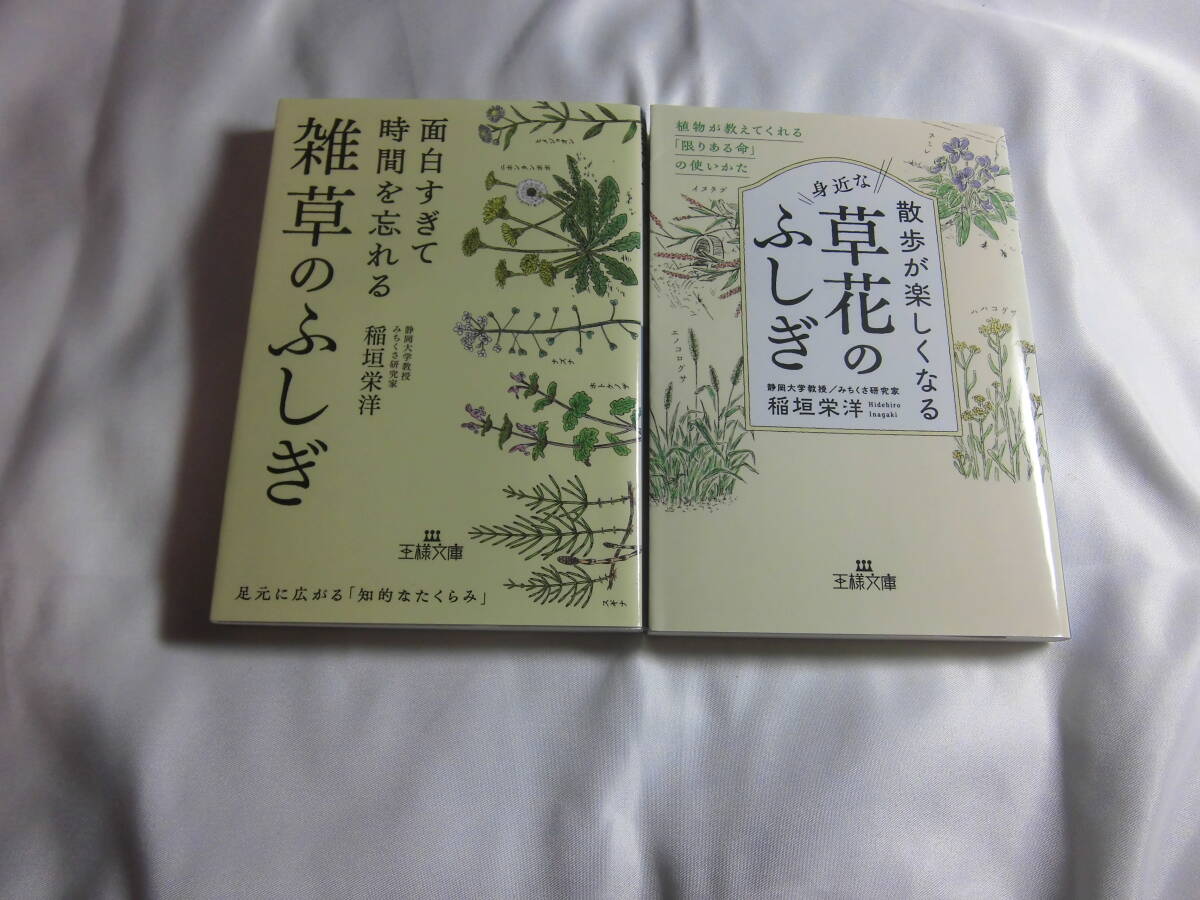 面白すぎて
時間を忘れる
雑草のふしぎ
静岡大学教授
みちくさ研究家
稲垣栄洋
ナズナ
スギナ
王様文庫
足元に広がる「知的なたくらみ」
植物が教えてくれる
「限りある命」
の使いかた
散歩が楽しくなる
身近な
草花の
ふしぎ
静岡大学教授/みちくさ研究家
稲垣栄洋
Hidehiro
Inagaki
スミレ
イヌタデ
エノコログサ
ハハコグサ
王様文庫